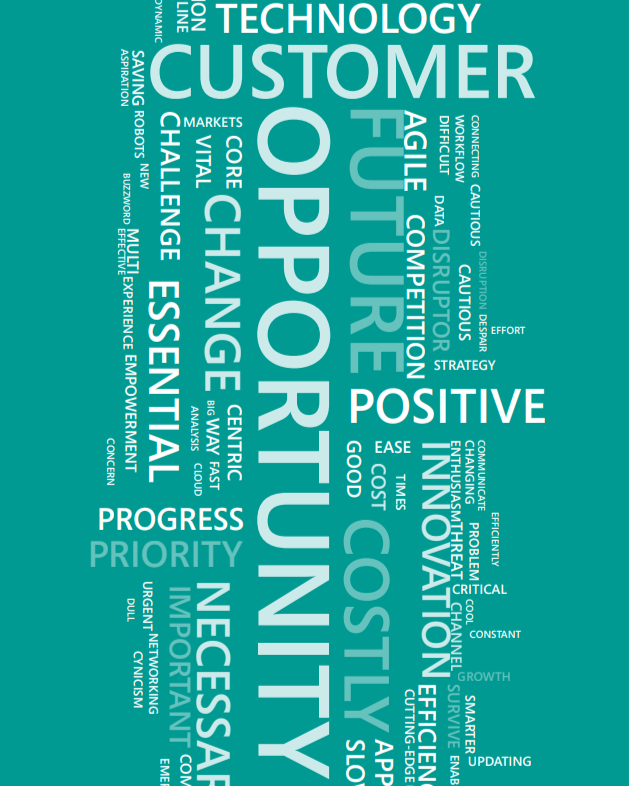 DYNAMIC
LINE
ION
TECHNOLOGY
CUSTOMER
ASPIRATION
SAVING
ROBOTS
NEW
CHALLENGE
MARKETS
VITAL
CORE
OPPORTUNITY
FUTURE
AGILE
DIFFICULT
WORKFLOW
CONNECTING
CAUTIOUS
BUZZWORD
MULTI
EFFECTIVE
CHANGE
COMPETITION
DATA
DISRUPTOR
CAUTIOUS
DISRUPTION
DESPAIR
EFFORT
EXPERIENCE
ESSENTIAL
STRATEGY
EMPOWERMENT
POSITIVE
ANALYSIS
BIG
WAY
CENTRIC
FAST
CLOUD
CONCERN
GOOD
EASE
COST
TIMES
INNOVATION
ENTHUSIASM
CHANGING
COMMUNICATE
PROGRESS
PRIORITY
COSTLY
THREAT
PROBLEM
EFFICIENTLY
CRITICAL
DULL
URGENT
NETWORKING
CYNICISM
IMPORTANT
NECESSAR
CHANNEL
COOL
CONSTANT
GROWTH
EMER
COM
SLO
APP
CUTTING-EDGE
EFFICIENC
SURVIVE
SMARTER
ENAB
UPDATING